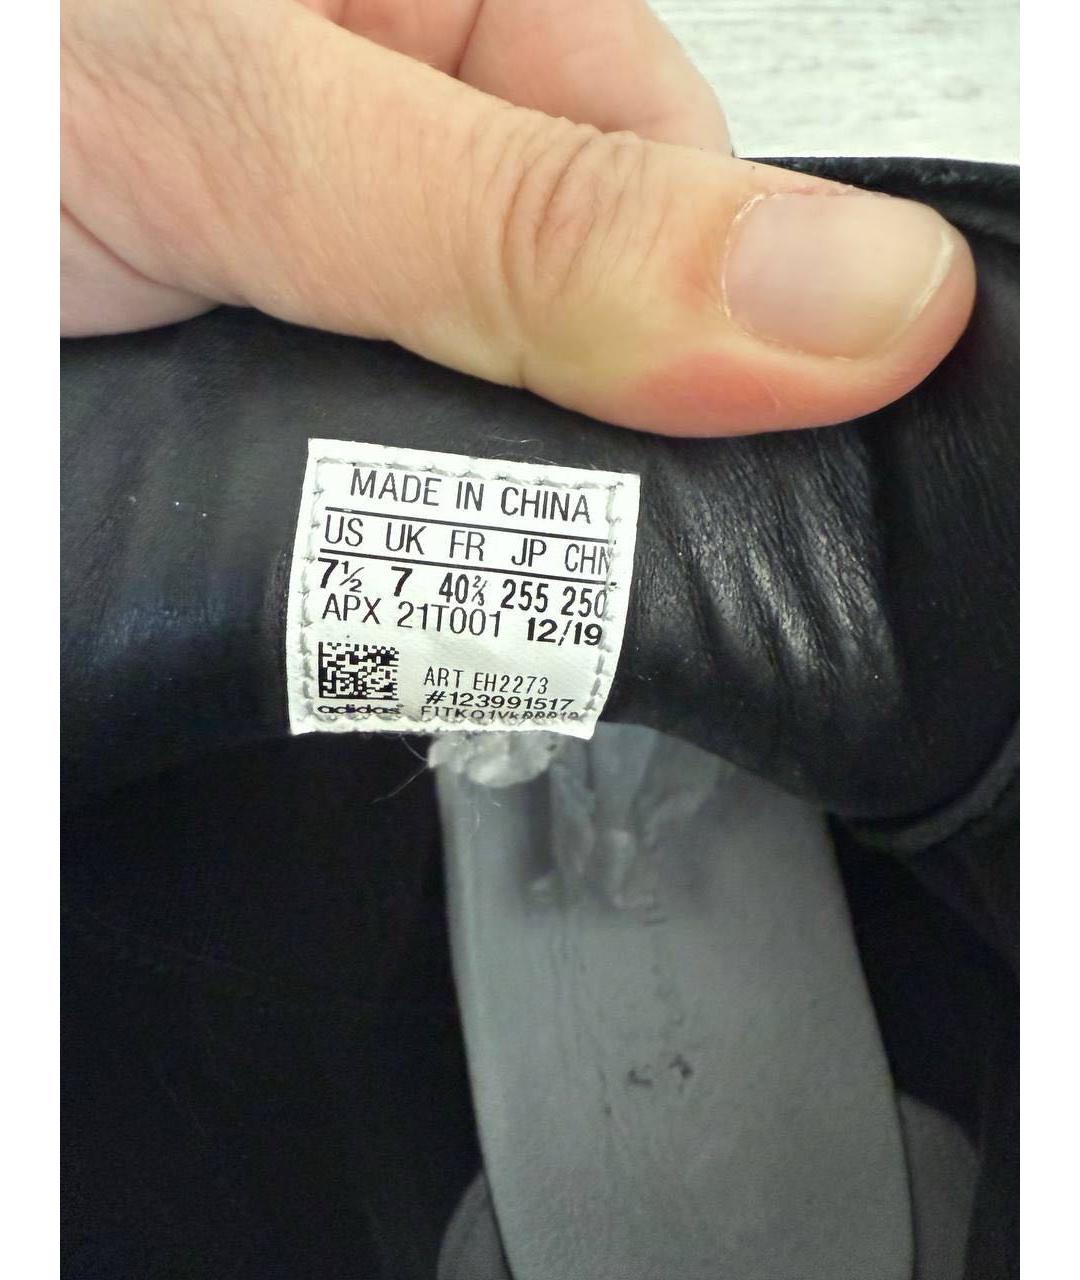 MADE IN CHINA
US UK FR JP CHN
7½ 7 40⅔ 255 250
APX 21T001 12/19
ART EH2273
#123991517
adidas